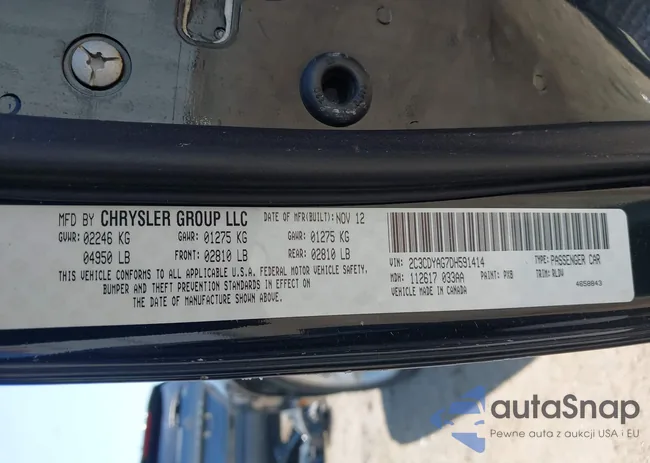 MFD BY CHRYSLER GROUP LLC DATE OF MFR(BUILT): NOV 12
GVWR: 02246 KG GAWR: 01275 KG GAWR: 01275 KG
04950 LB FRONT: 02810 LB REAR: 02810 LB
THIS VEHICLE CONFORMS TO ALL APPLICABLE U.S.A. FEDERAL MOTOR VEHICLE SAFETY,
BUMPER AND THEFT PREVENTION STANDARDS IN EFFECT ON
THE DATE OF MANUFACTURE SHOWN ABOVE.
VIN: 2C3CDYAG7DH591414 TYPE: PASSENGER CAR
MDH: 112617 033AA PAINT: PXB TRIM: RLDV
VEHICLE MADE IN CANADA 4658843
autaSnap
Pewne auta z aukcji USA i EU